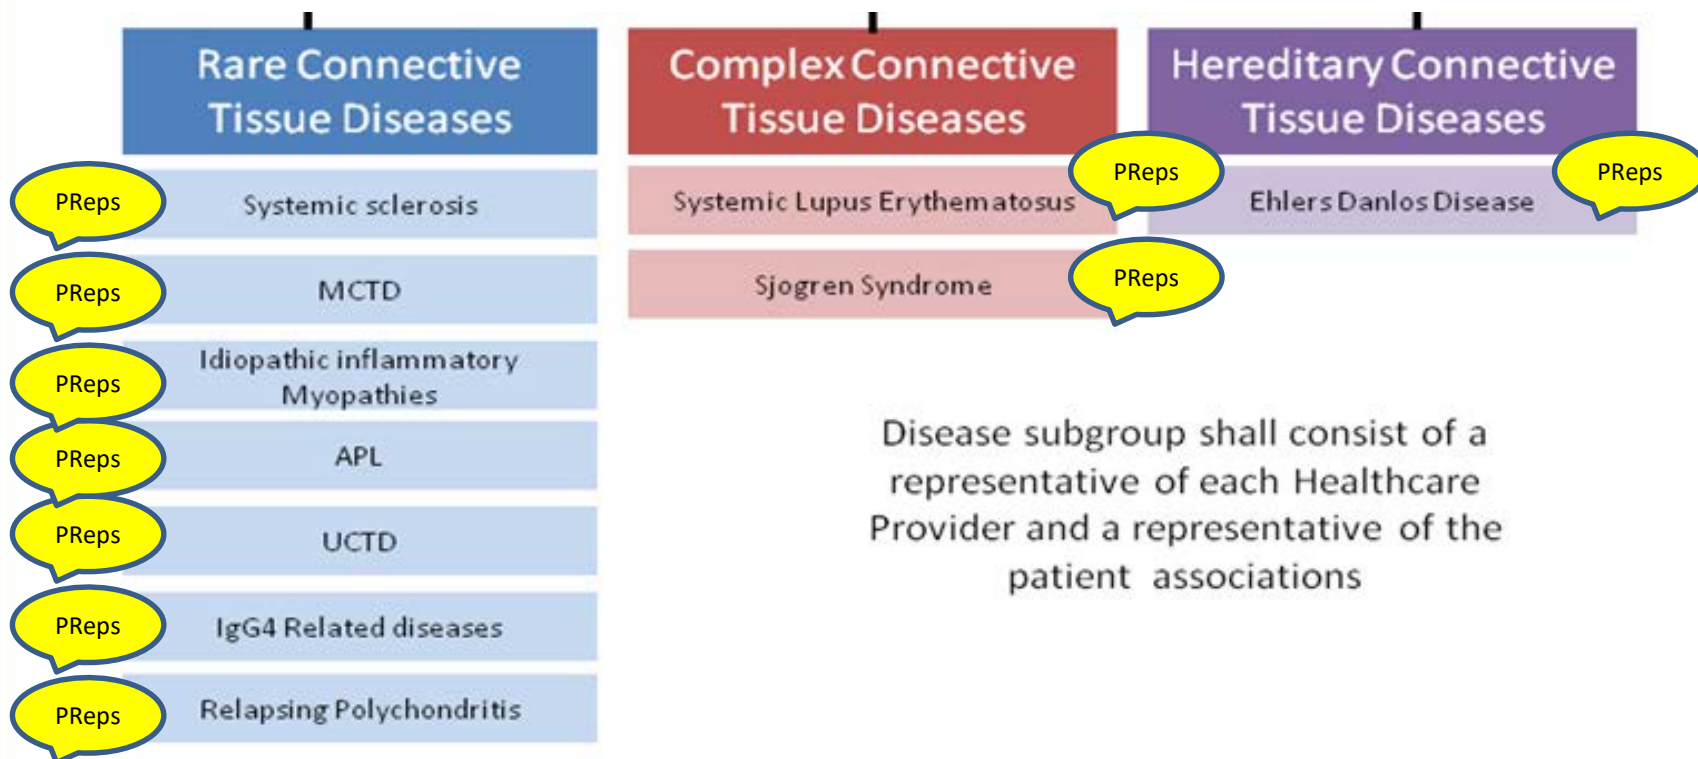 Rare Connective
Tissue Diseases
PReps
Systemic sclerosis
PReps
MCTD
PReps
Idiopathic inflammatory
Myopathies
PReps
APL
PReps
UCTD
PReps
IgG4 Related diseases
PReps
Relapsing Polychondritis
Complex Connective
Tissue Diseases
Systemic Lupus Erythematosus
PReps
Sjogren Syndrome
PReps
Hereditary Connective
Tissue Diseases
Ehlers Danlos Disease
PReps
Disease subgroup shall consist of a
representative of each Healthcare
Provider and a representative of the
patient associations